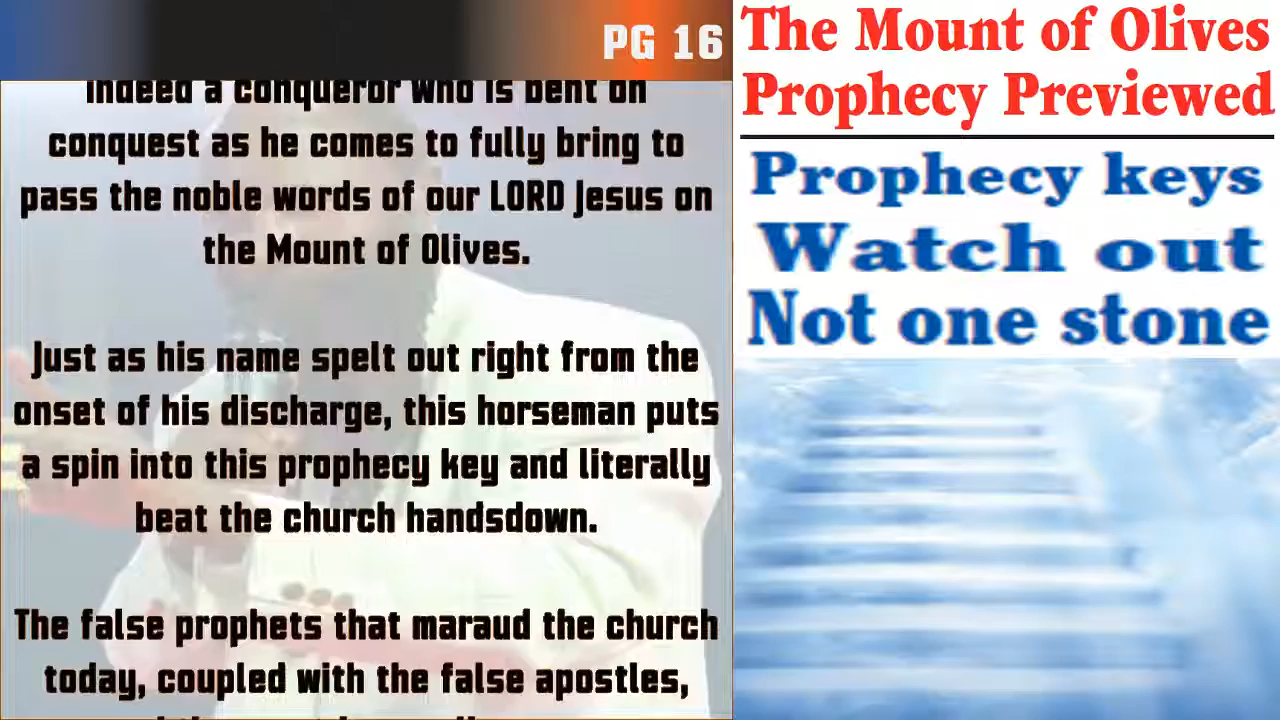 PG 16
Indeed a conqueror who is bent on
conquest as he comes to fully bring to
pass the noble words of our LORD Jesus on
the Mount of Olives.
Just as his name spelt out right from the
onset of his discharge, this horseman puts
a spin into this prophecy key and literally
beat the church handsdown.
The false prophets that maraud the church
today, coupled with the false apostles,
The Mount of Olives
Prophecy Previewed
Prophecy keys
Watch out
Not one stone